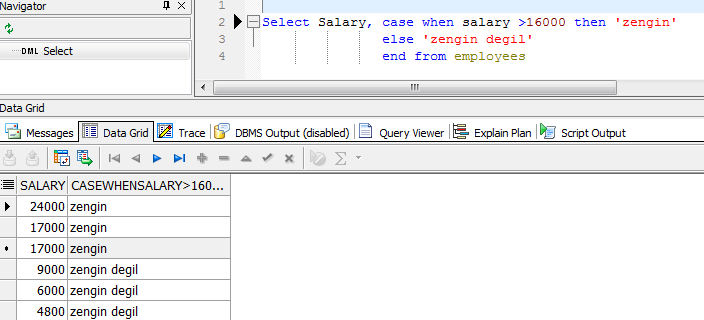 Navigator
DML Select
1
2 Select Salary, case when salary >16000 then 'zengin'
3 else 'zengin degil'
4 end from employees
Data Grid
Messages Data Grid Trace DBMS Output (disabled) Query Viewer Explain Plan Script Output
SALARY CASEWHENSALARY>160...
24000 zengin
17000 zengin
17000 zengin
9000 zengin degil
6000 zengin degil
4800 zengin degil